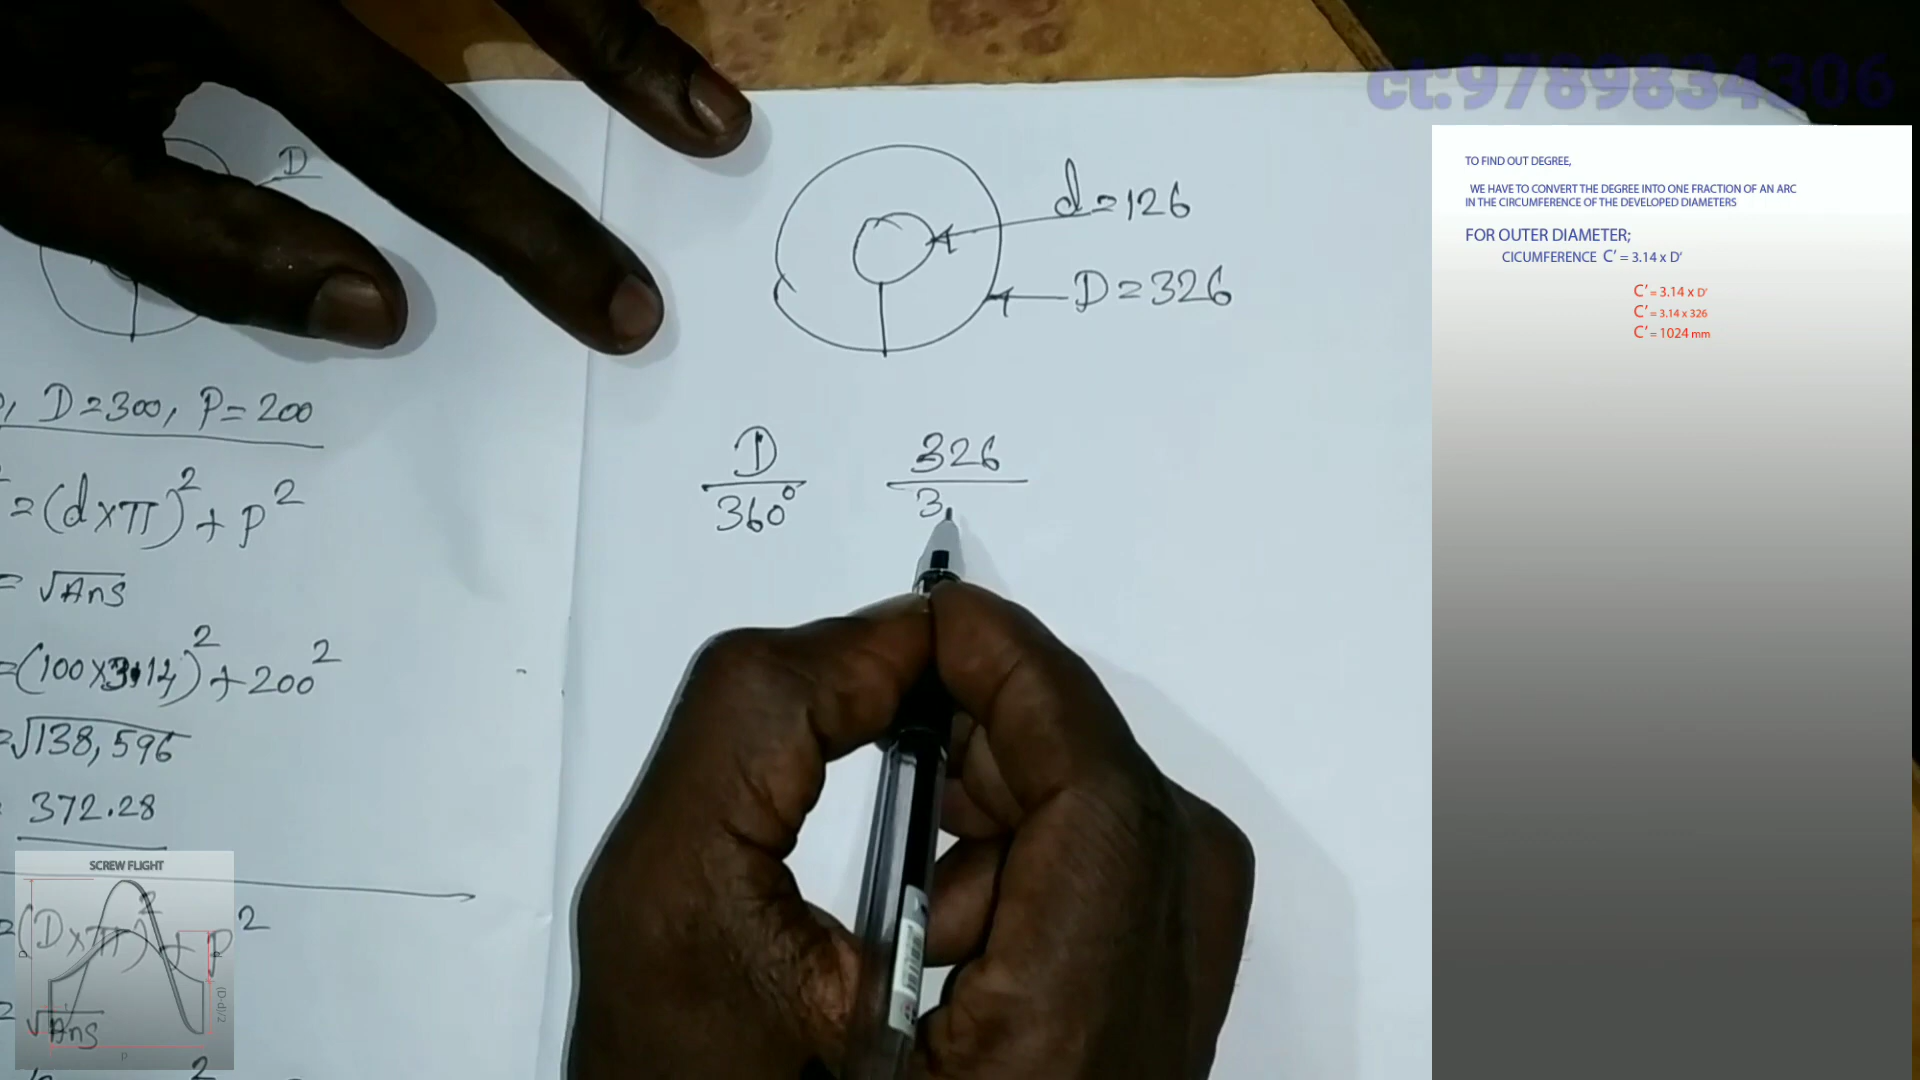 ct:9789834306
D
, D=300, P=200
=(d×π)²+P²
= √Ans
=(100×3.14)²+200²
=√138,596
372.28
=(D×π)²+P²
= √Ans
2
SCREW FLIGHT
D
t
d
(D-d)/2
P
d=126
D=326
D
360°
326
3
TO FIND OUT DEGREE,
WE HAVE TO CONVERT THE DEGREE INTO ONE FRACTION OF AN ARC
IN THE CIRCUMFERENCE OF THE DEVELOPED DIAMETERS
FOR OUTER DIAMETER;
CICUMFERENCE C' = 3.14 x D'
C' = 3.14 x D'
C' = 3.14 x 326
C' = 1024 mm